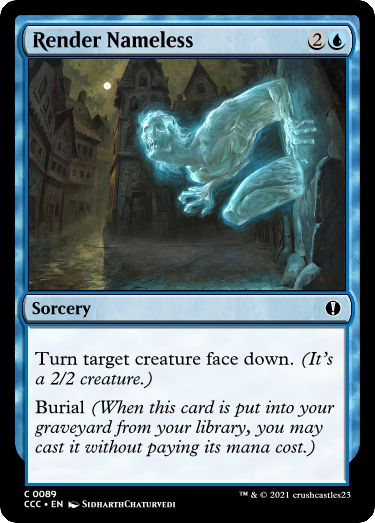 Render Nameless 2
Sorcery
Turn target creature face down. (It's
a 2/2 creature.)
Burial (When this card is put into your
graveyard from your library, you may
cast it without paying its mana cost.)
C 0089
CCC • EN SidharthChaturvedi
™ & © 2021 crushcastles23